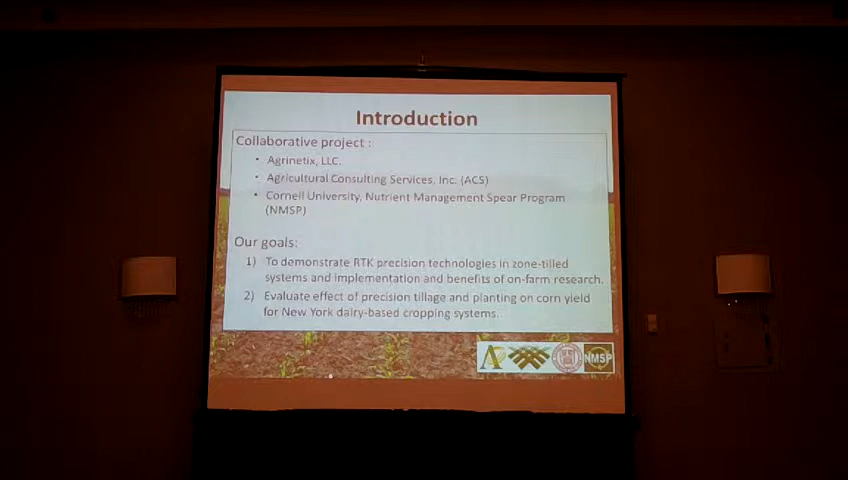 Introduction
Collaborative project :
• Agrinetix, LLC.
• Agricultural Consulting Services, Inc. (ACS)
• Cornell University, Nutrient Management Spear Program
(NMSP)
Our goals:
1) To demonstrate RTK precision technologies in zone-tilled
systems and implementation and benefits of on-farm research.
2) Evaluate effect of precision tillage and planting on corn yield
for New York dairy-based cropping systems.
A
NMSP